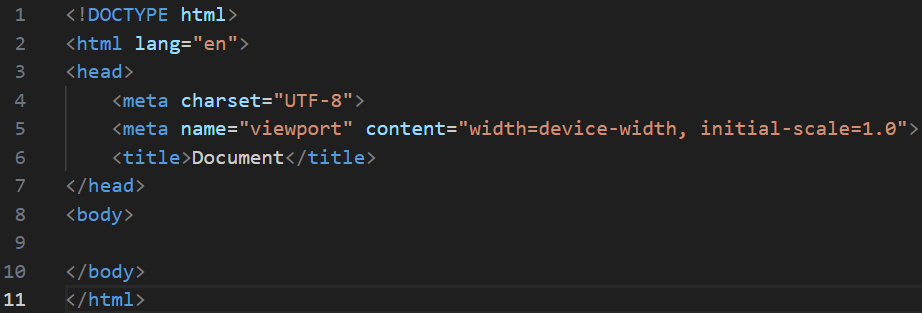 1 <!DOCTYPE html>
2 <html lang="en">
3 <head>
4     <meta charset="UTF-8">
5     <meta name="viewport" content="width=device-width, initial-scale=1.0">
6     <title>Document</title>
7 </head>
8 <body>
9
10 </body>
11 </html>